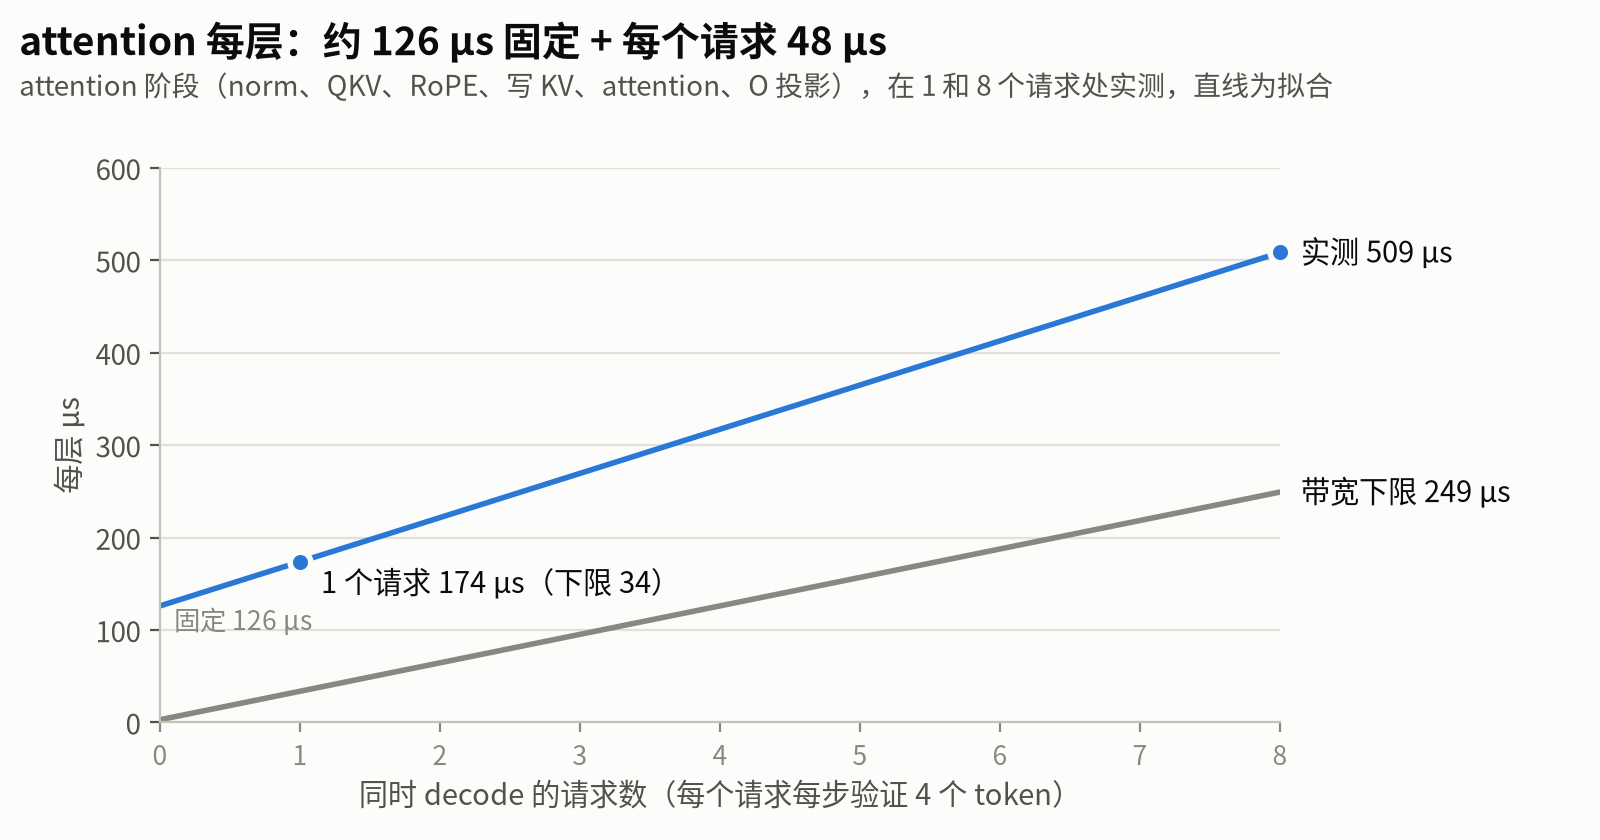 attention 每层：约 126 µs 固定 + 每个请求 48 µs
attention 阶段（norm、QKV、RoPE、写 KV、attention、O 投影），在 1 和 8 个请求处实测，直线为拟合
600
500
400
300
200
100
0
每层 µs
实测 509 µs
带宽下限 249 µs
1 个请求 174 µs（下限 34）
固定 126 µs
0 1 2 3 4 5 6 7 8
同时 decode 的请求数（每个请求每步验证 4 个 token）